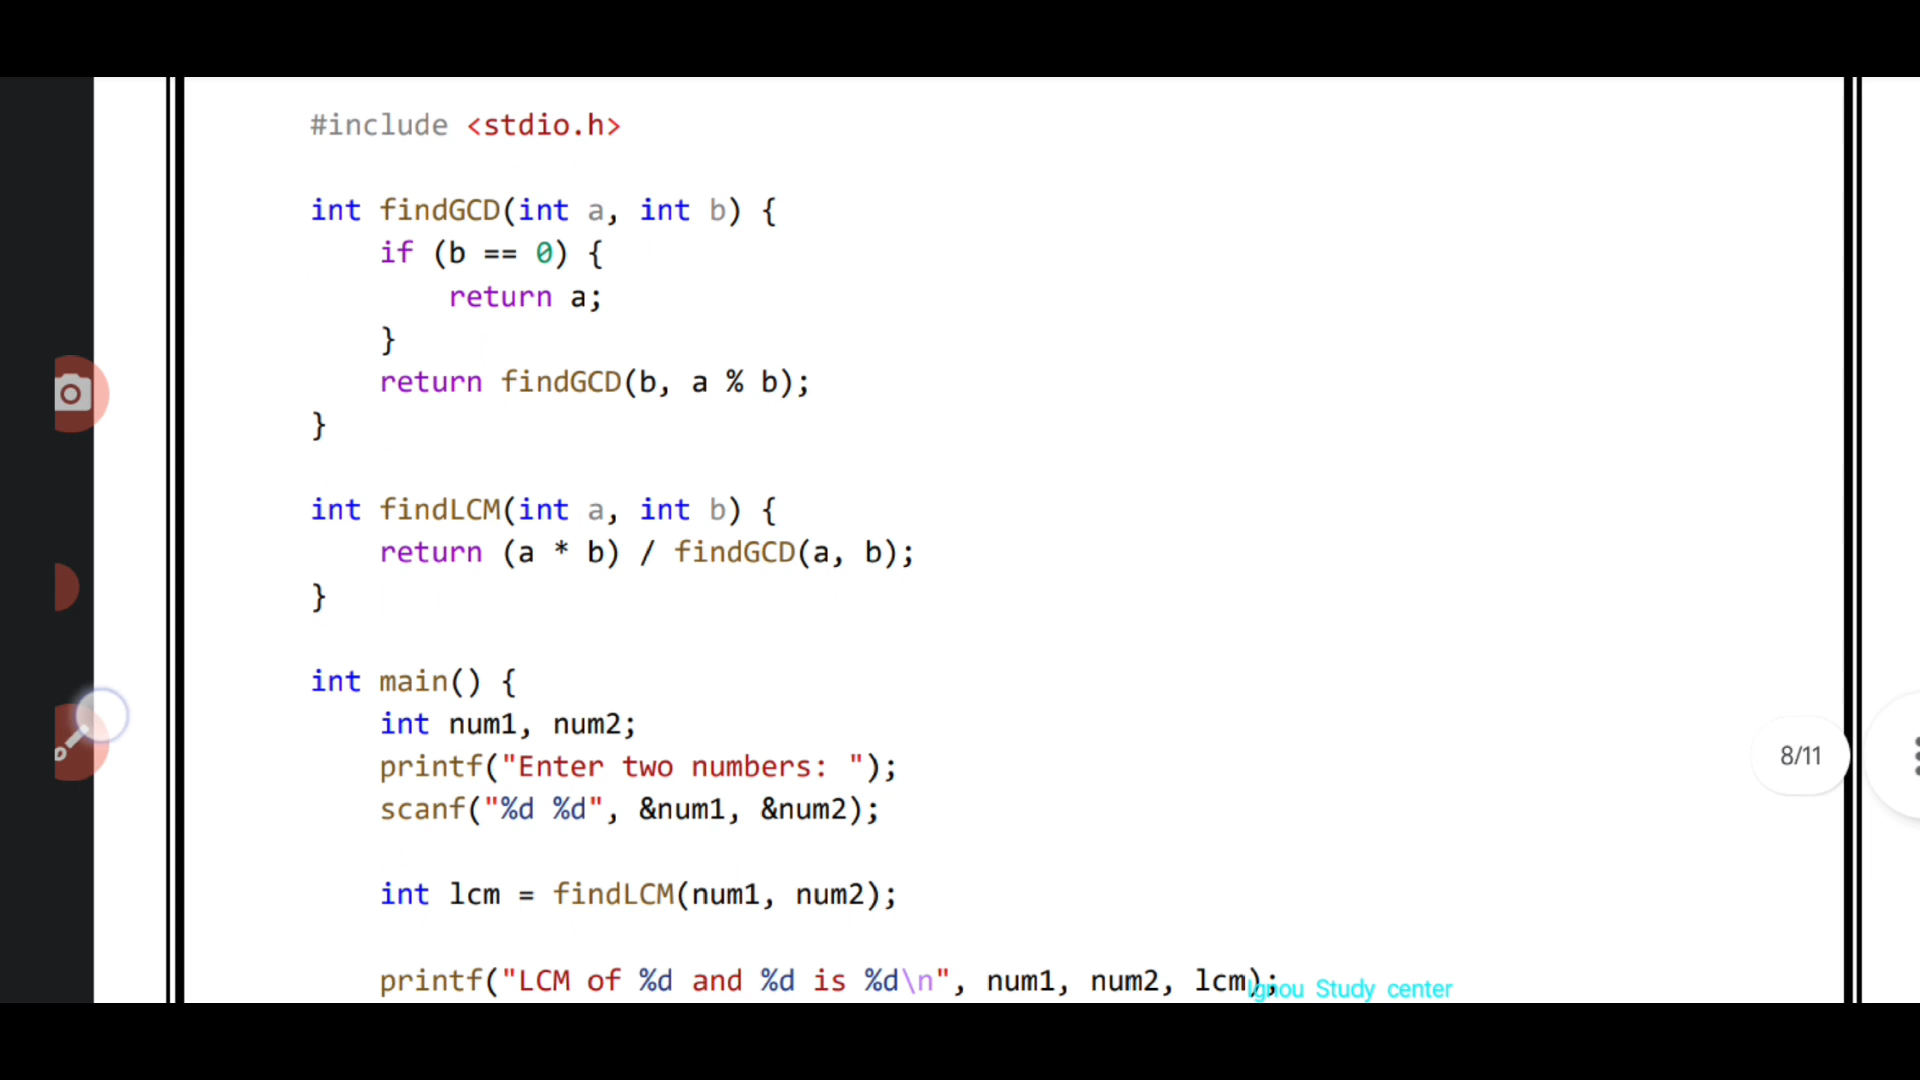 #include <stdio.h>
int findGCD(int a, int b) {
if (b == 0) {
return a;
}
return findGCD(b, a % b);
}
int findLCM(int a, int b) {
return (a * b) / findGCD(a, b);
}
int main() {
int num1, num2;
printf("Enter two numbers: ");
scanf("%d %d", &num1, &num2);
int lcm = findLCM(num1, num2);
printf("LCM of %d and %d is %d\n", num1, num2, lcm);
Ignou Study center
8/11